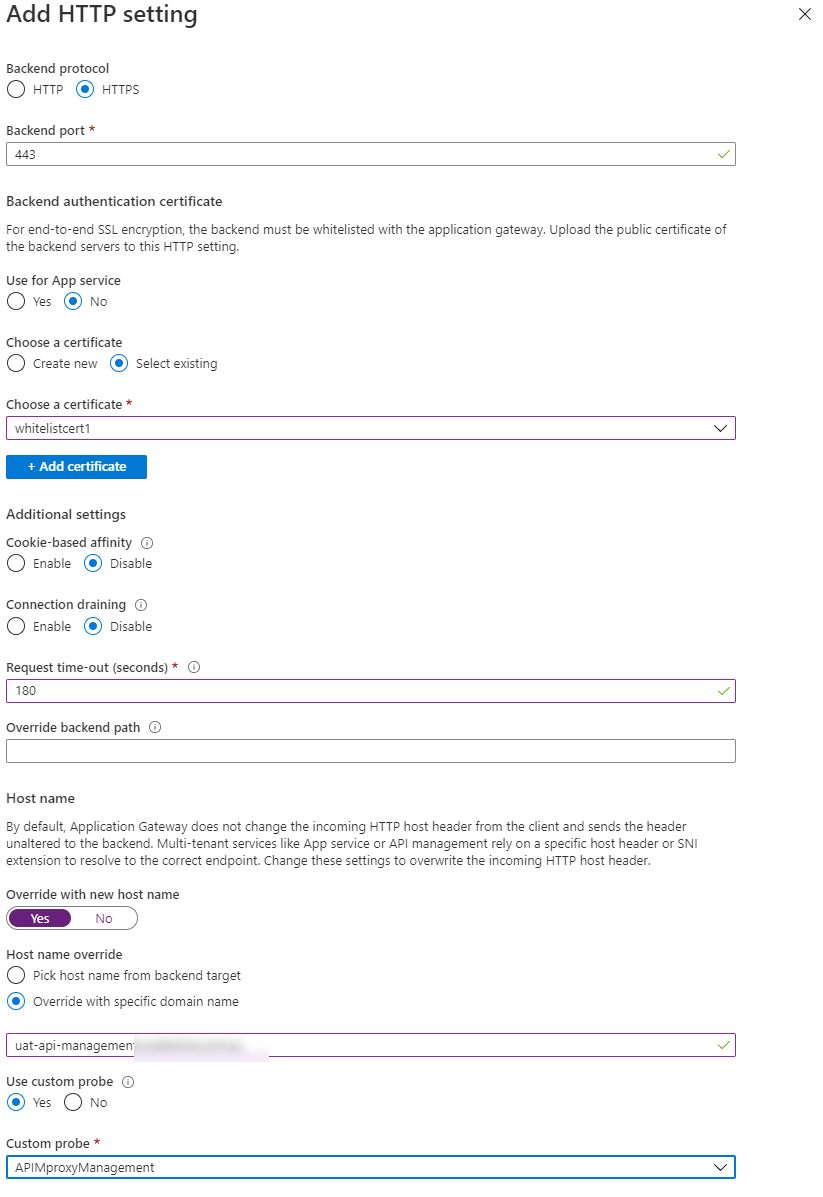 Add HTTP setting
Backend protocol
HTTP HTTPS
Backend port *
443
Backend authentication certificate
For end-to-end SSL encryption, the backend must be whitelisted with the application gateway. Upload the public certificate of
the backend servers to this HTTP setting.
Use for App service
Yes No
Choose a certificate
Create new Select existing
Choose a certificate *
whitelistcert1
+ Add certificate
Additional settings
Cookie-based affinity
Enable Disable
Connection draining
Enable Disable
Request time-out (seconds) *
180
Override backend path
Host name
By default, Application Gateway does not change the incoming HTTP host header from the client and sends the header
unaltered to the backend. Multi-tenant services like App service or API management rely on a specific host header or SNI
extension to resolve to the correct endpoint. Change these settings to overwrite the incoming HTTP host header.
Override with new host name
Yes No
Host name override
Pick host name from backend target
Override with specific domain name
uat-api-managemen
Use custom probe
Yes No
Custom probe *
APIMproxyManagement